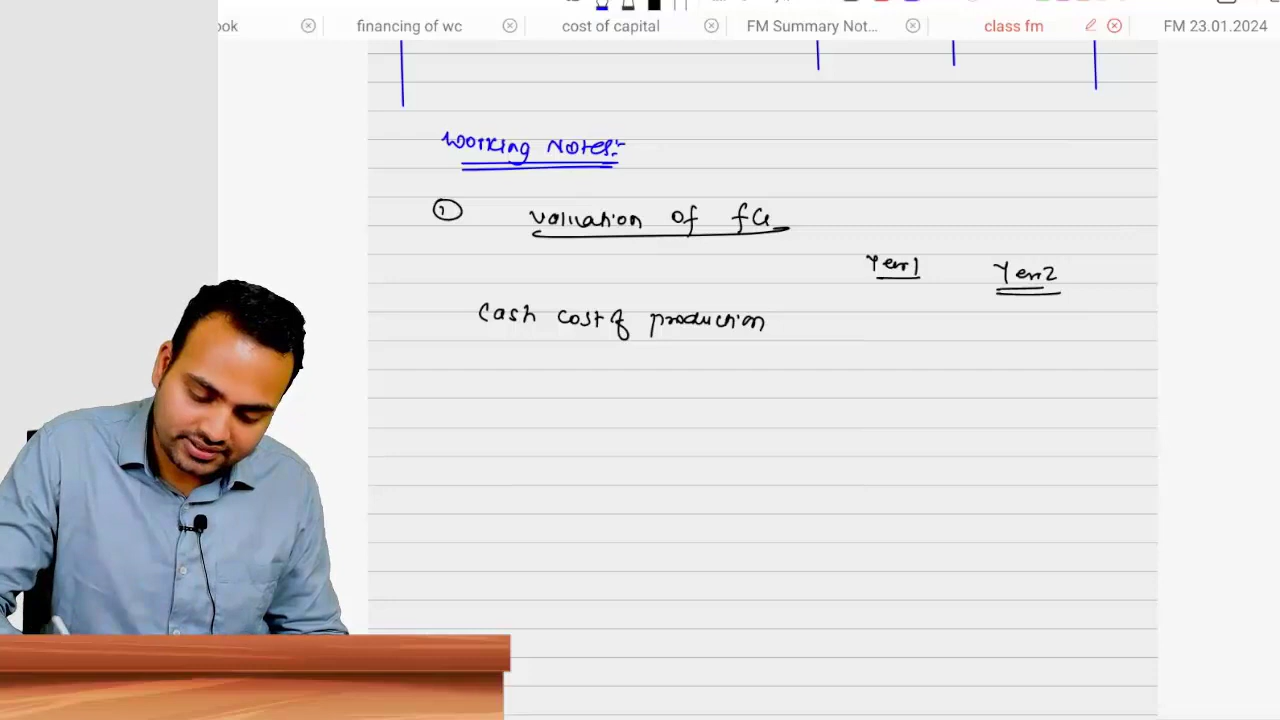 ook financing of wc cost of capital FM Summary Not... class fm FM 23.01.2024
Working Notes:-
① Valuation of FG
Year1 Year2
Cash cost of production